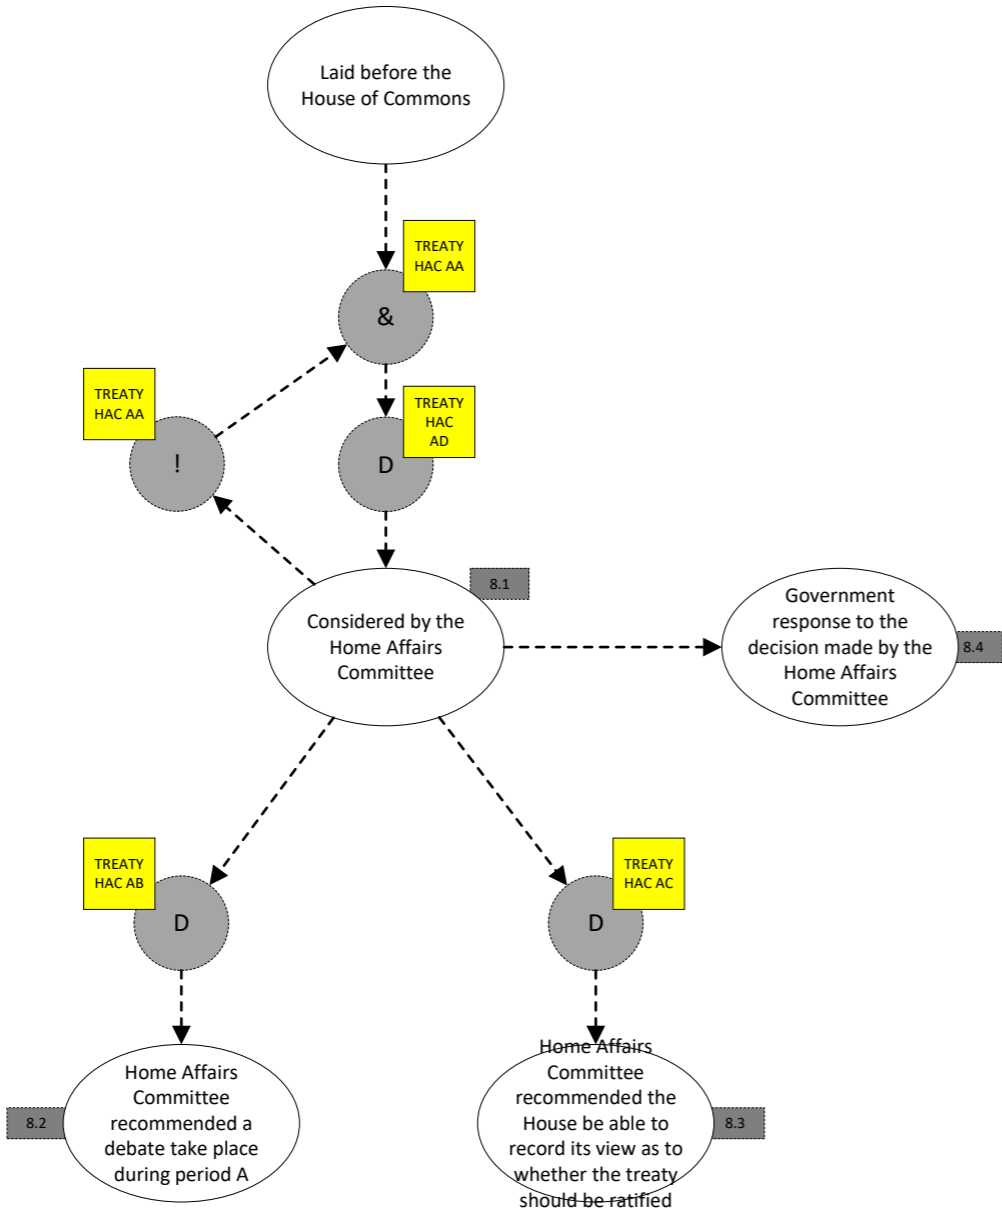 Laid before the
House of Commons
TREATY
HAC AA
&
TREATY
HAC AA
!
TREATY
HAC
AD
D
8.1
Considered by the
Home Affairs
Committee
Government
response to the
decision made by the
Home Affairs
Committee
8.4
TREATY
HAC AB
D
TREATY
HAC AC
D
Home Affairs
Committee
recommended a
debate take place
during period A
8.2
Home Affairs
Committee
recommended the
House be able to
record its view as to
whether the treaty
should be ratified
8.3